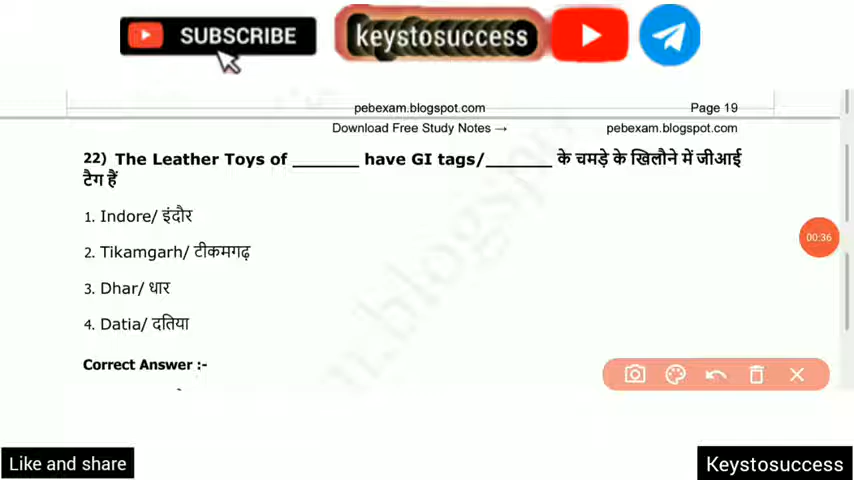 SUBSCRIBE
keystosuccess
pebexam.blogspot.com Page 19
Download Free Study Notes → pebexam.blogspot.com
22) The Leather Toys of _______ have GI tags/_______ के चमड़े के खिलौने में जीआई
टैग हैं
1. Indore/ इंदौर
00:36
2. Tikamgarh/ टीकमगढ़
3. Dhar/ धार
4. Datia/ दतिया
Correct Answer :-
Like and share
Keystosuccess